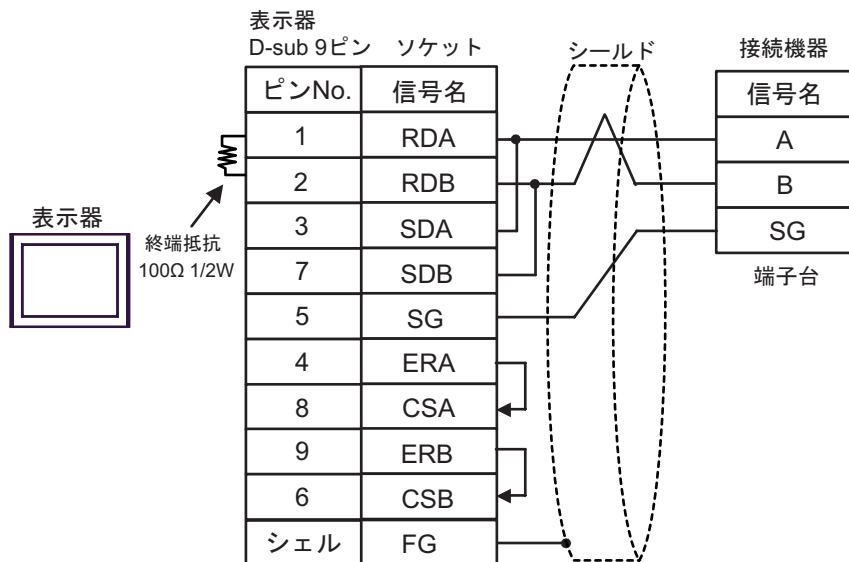 表示器
D-sub 9ピン ソケット
シールド
接続機器
ピンNo. 信号名
信号名
1 RDA
A
2 RDB
B
3 SDA
SG
7 SDB
端子台
5 SG
4 ERA
8 CSA
9 ERB
6 CSB
シェル FG
表示器
終端抵抗
100Ω 1/2W